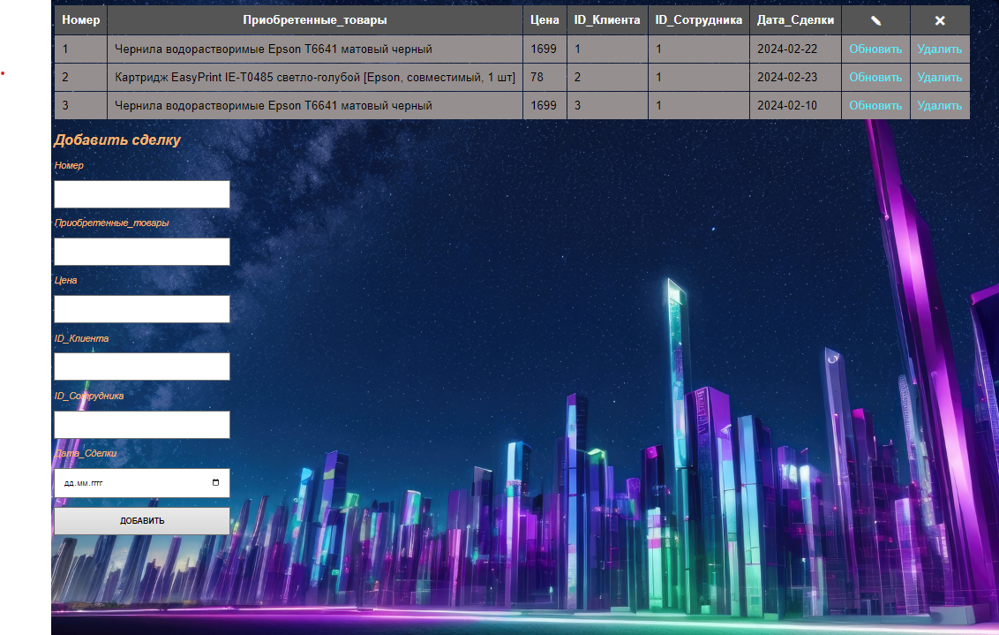 Номер Приобретенные_товары Цена ID_Клиента ID_Сотрудника Дата_Сделки
1 Чернила водорастворимые Epson T6641 матовый черный 1699 1 1 2024-02-22 Обновить Удалить
2 Картридж EasyPrint IE-T0485 светло-голубой [Epson, совместимый, 1 шт] 78 2 1 2024-02-23 Обновить Удалить
3 Чернила водорастворимые Epson T6641 матовый черный 1699 3 1 2024-02-10 Обновить Удалить
Добавить сделку
Номер
Приобретенные_товары
Цена
ID_Клиента
ID_Сотрудника
Дата_Сделки
дд.мм.гггг
ДОБАВИТЬ